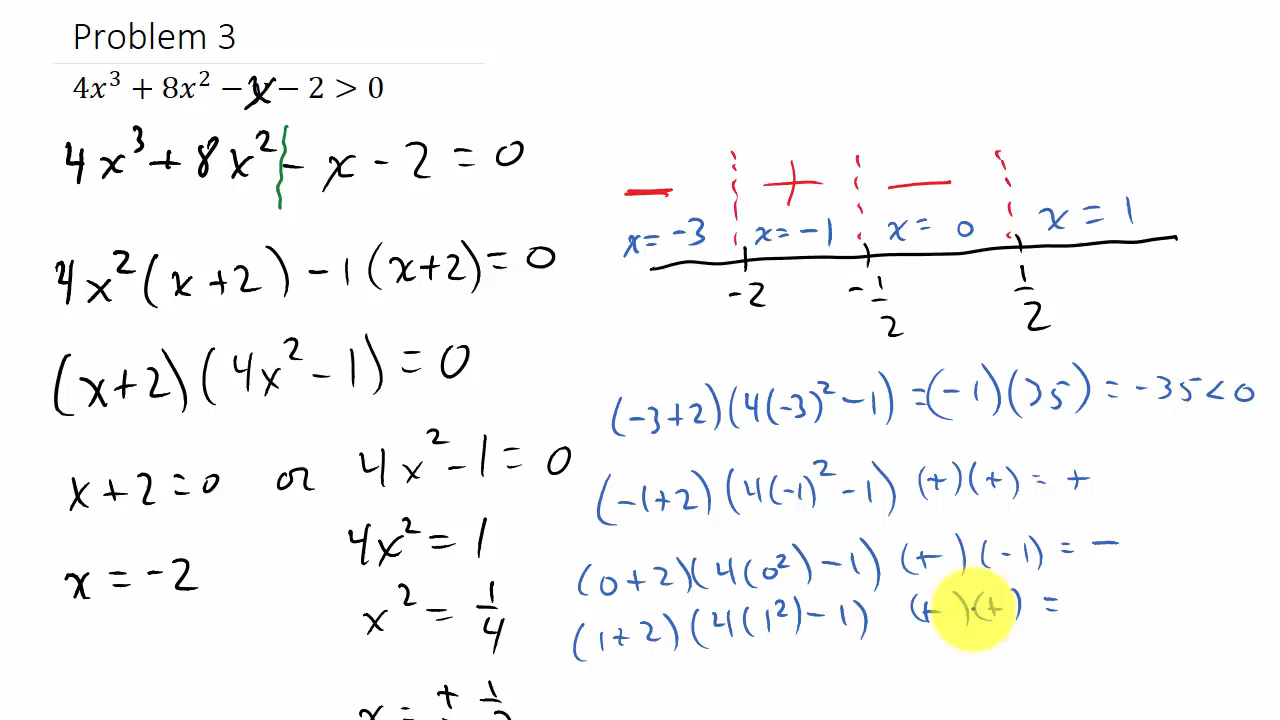 Problem 3
4x³ + 8x² − x − 2 > 0
4x³ + 8x² − x − 2 = 0
4x²(x + 2) − 1(x+2) = 0
(x+2)(4x² − 1) = 0
x + 2 = 0 or 4x² − 1 = 0
x = −2
4x² = 1
x² = 1/4
x = ± 1/2
− + −
x = −3 x = −1 x = 0 x = 1
−2 −1/2 1/2
(−3+2)(4(−3)² − 1) = (−1)(35) = −35 < 0
(−1+2)(4(−1)² − 1) (+)(+) = +
(0+2)(4(0²) − 1) (+)(−1) = −
(1+2)(4(1²) − 1) (+)(+) =